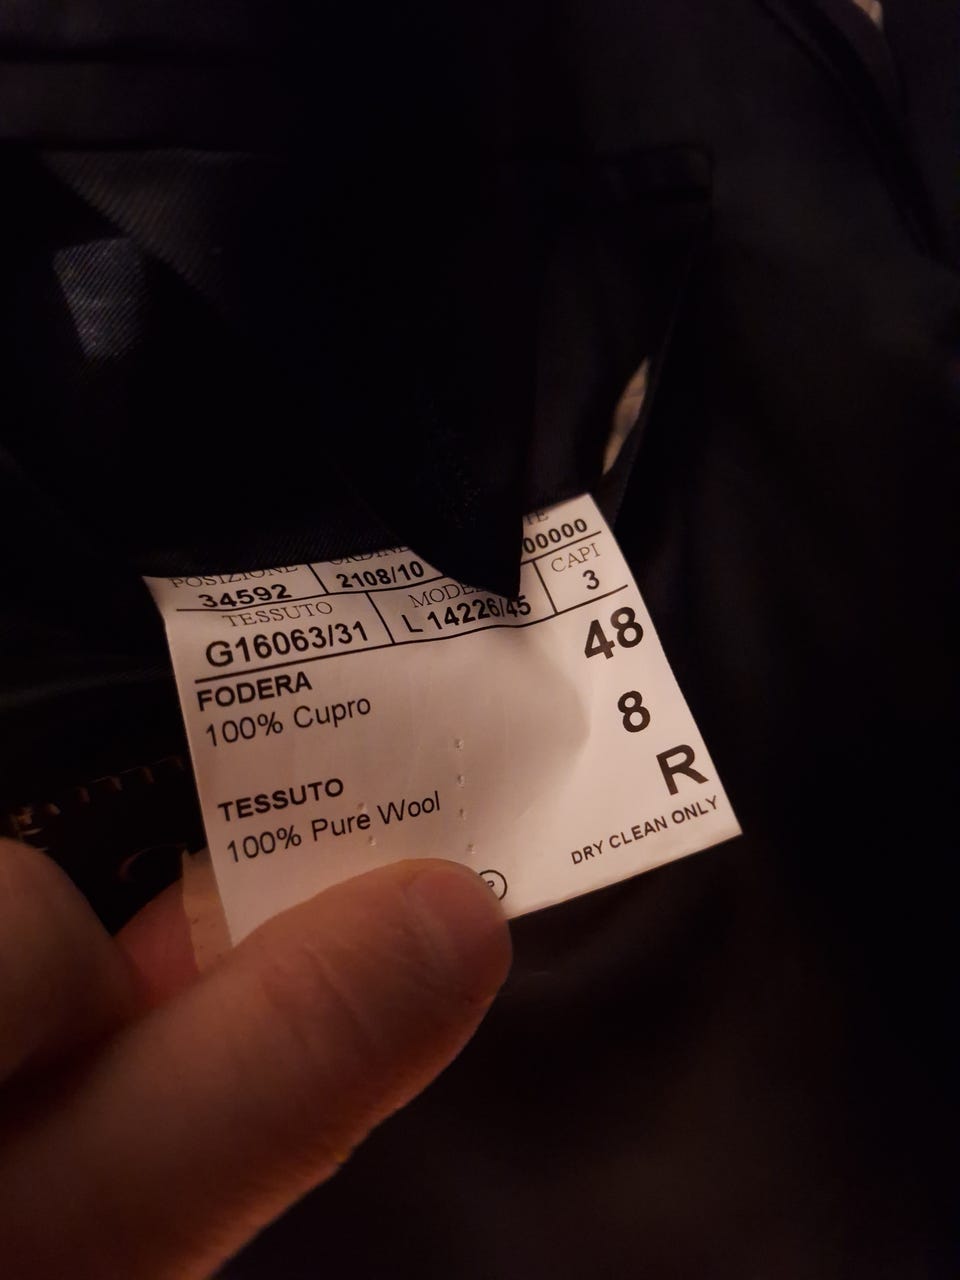 POSIZIONE
34592
2108/10
00000
TESSUTO
G16063/31
L 14226/45
CAPI
3
FODERA
100% Cupro
TESSUTO
100% Pure Wool
48
8
R
DRY CLEAN ONLY
P